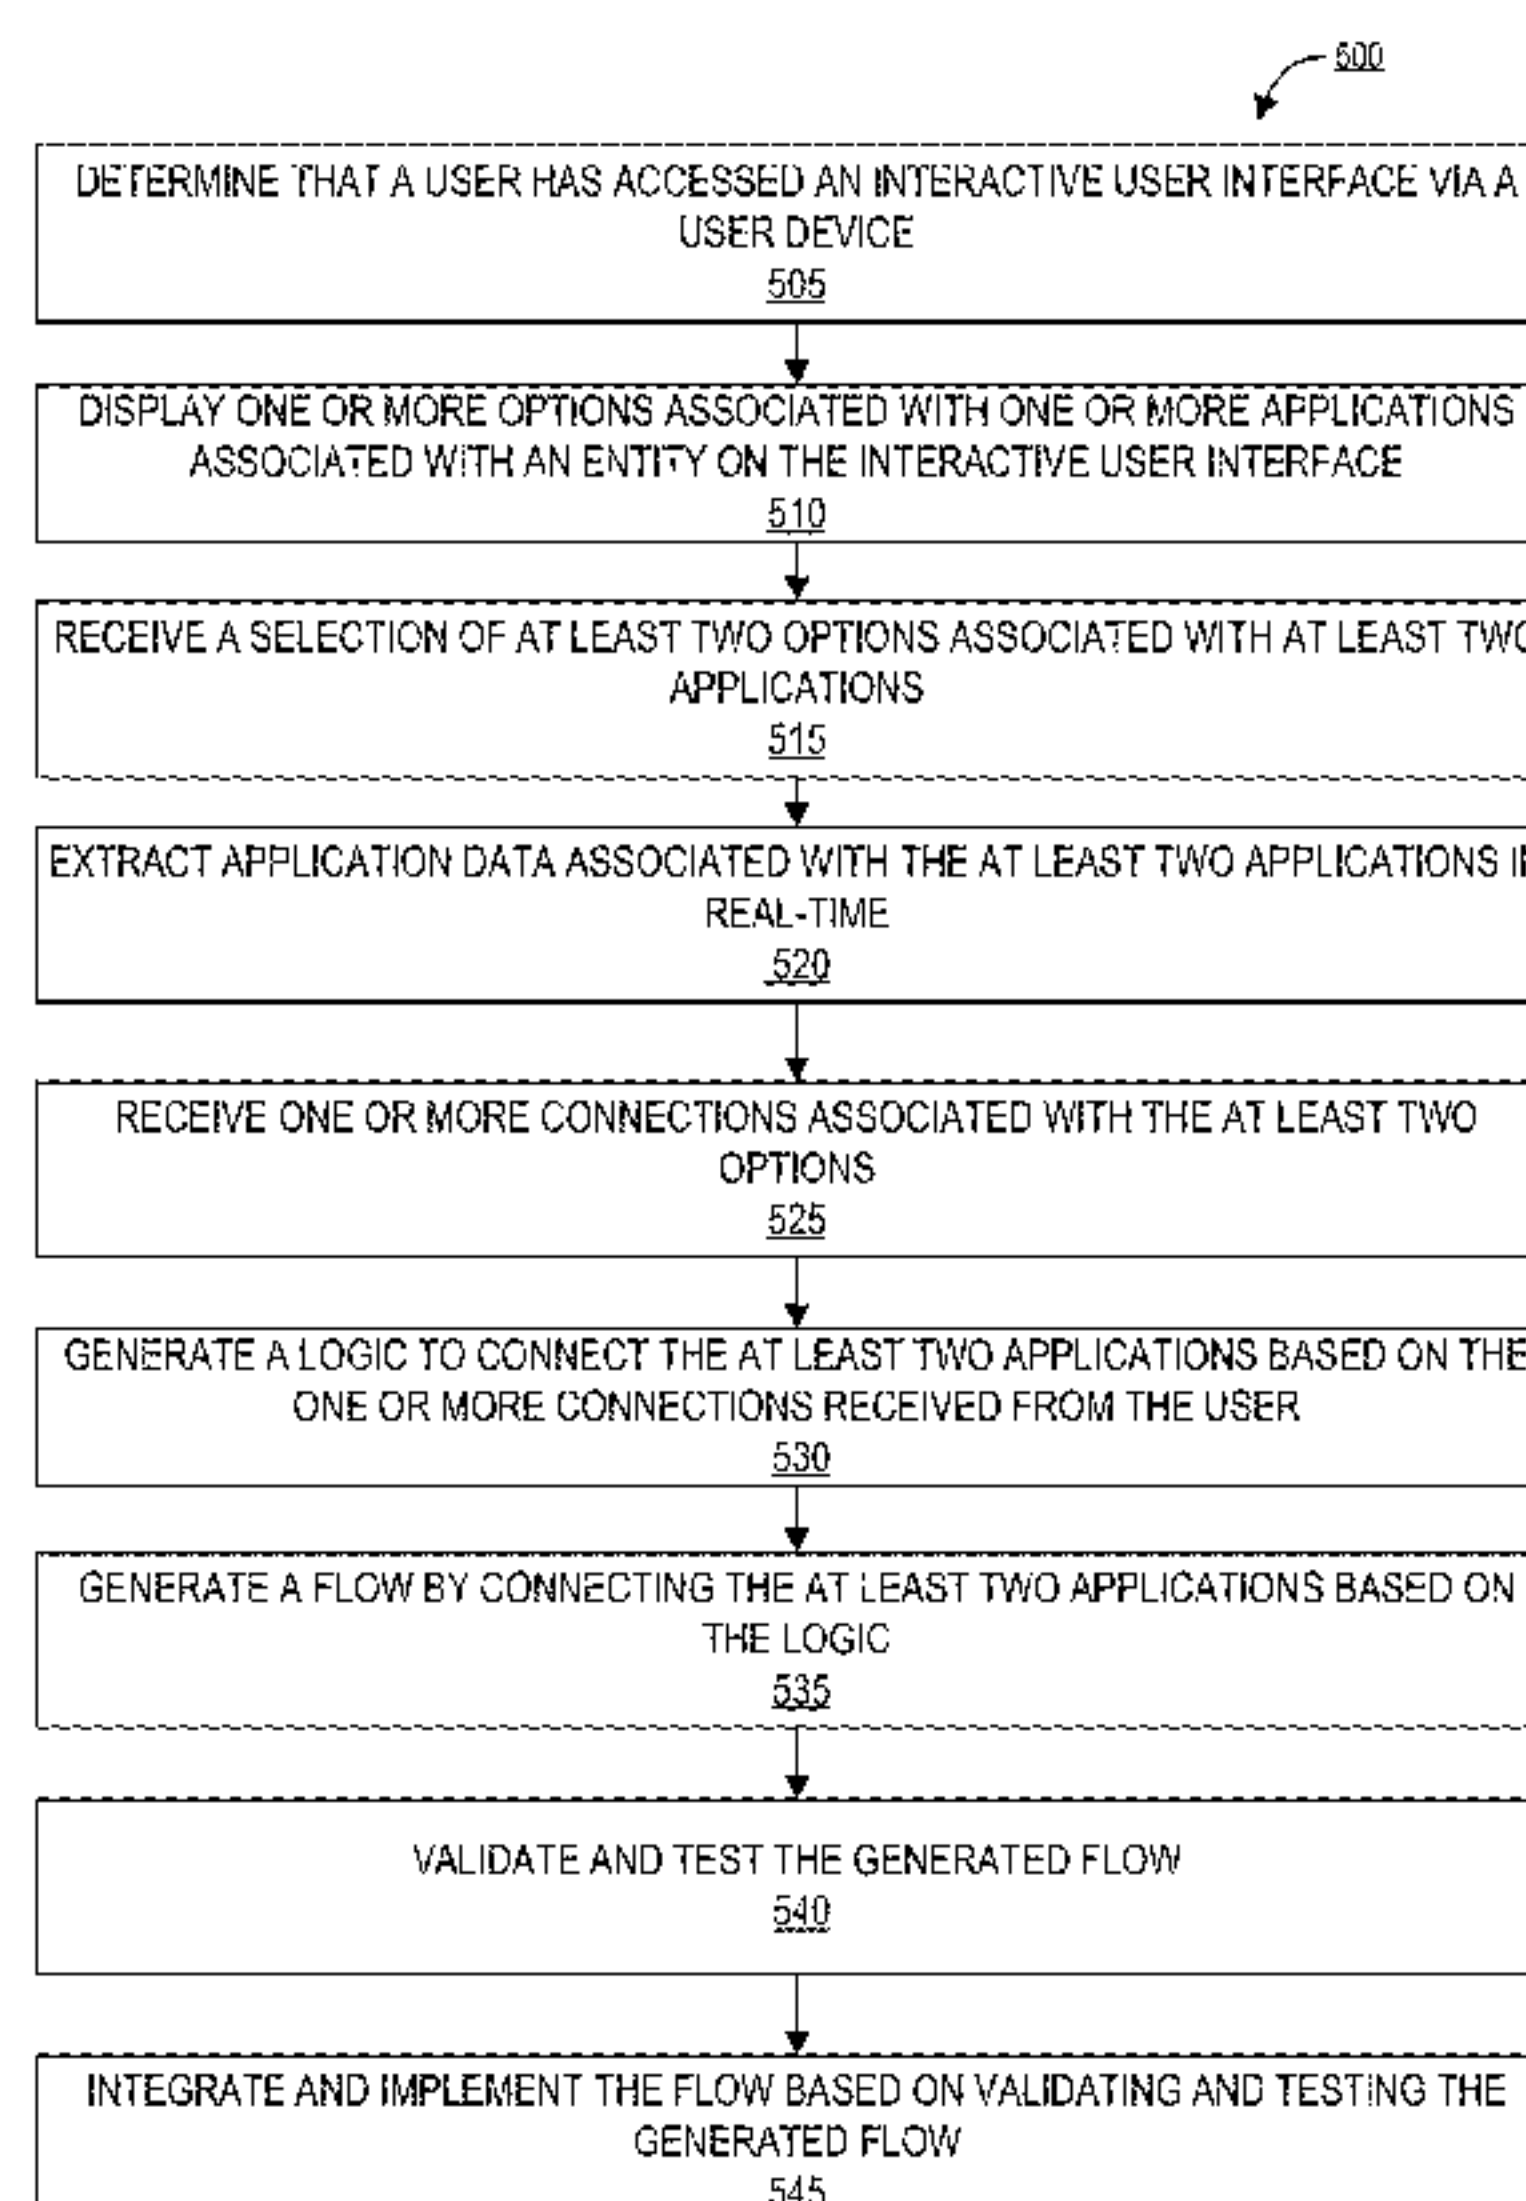 500
DETERMINE THAT A USER HAS ACCESSED AN INTERACTIVE USER INTERFACE VIA A
USER DEVICE
505
DISPLAY ONE OR MORE OPTIONS ASSOCIATED WITH ONE OR MORE APPLICATIONS
ASSOCIATED WITH AN ENTITY ON THE INTERACTIVE USER INTERFACE
510
RECEIVE A SELECTION OF AT LEAST TWO OPTIONS ASSOCIATED WITH AT LEAST TWO
APPLICATIONS
515
EXTRACT APPLICATION DATA ASSOCIATED WITH THE AT LEAST TWO APPLICATIONS
REAL-TIME
520
RECEIVE ONE OR MORE CONNECTIONS ASSOCIATED WITH THE AT LEAST TWO
OPTIONS
525
GENERATE A LOGIC TO CONNECT THE AT LEAST TWO APPLICATIONS BASED ON THE
ONE OR MORE CONNECTIONS RECEIVED FROM THE USER
530
GENERATE A FLOW BY CONNECTING THE AT LEAST TWO APPLICATIONS BASED ON
THE LOGIC
535
VALIDATE AND TEST THE GENERATED FLOW
540
INTEGRATE AND IMPLEMENT THE FLOW BASED ON VALIDATING AND TESTING THE
GENERATED FLOW
545